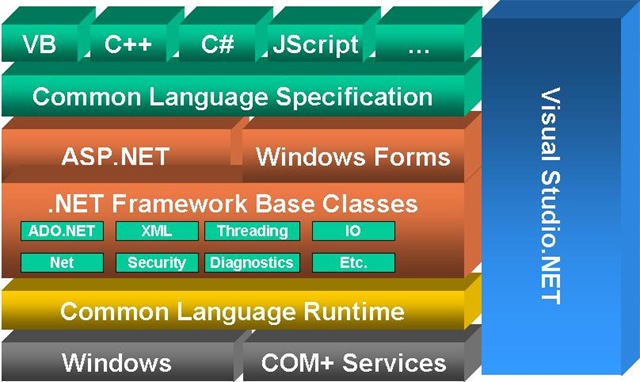 VB C++ C# JScript ...
Common Language Specification
ASP.NET Windows Forms
.NET Framework Base Classes
ADO.NET XML Threading IO
Net Security Diagnostics Etc.
Common Language Runtime
Windows COM+ Services
Visual Studio.NET